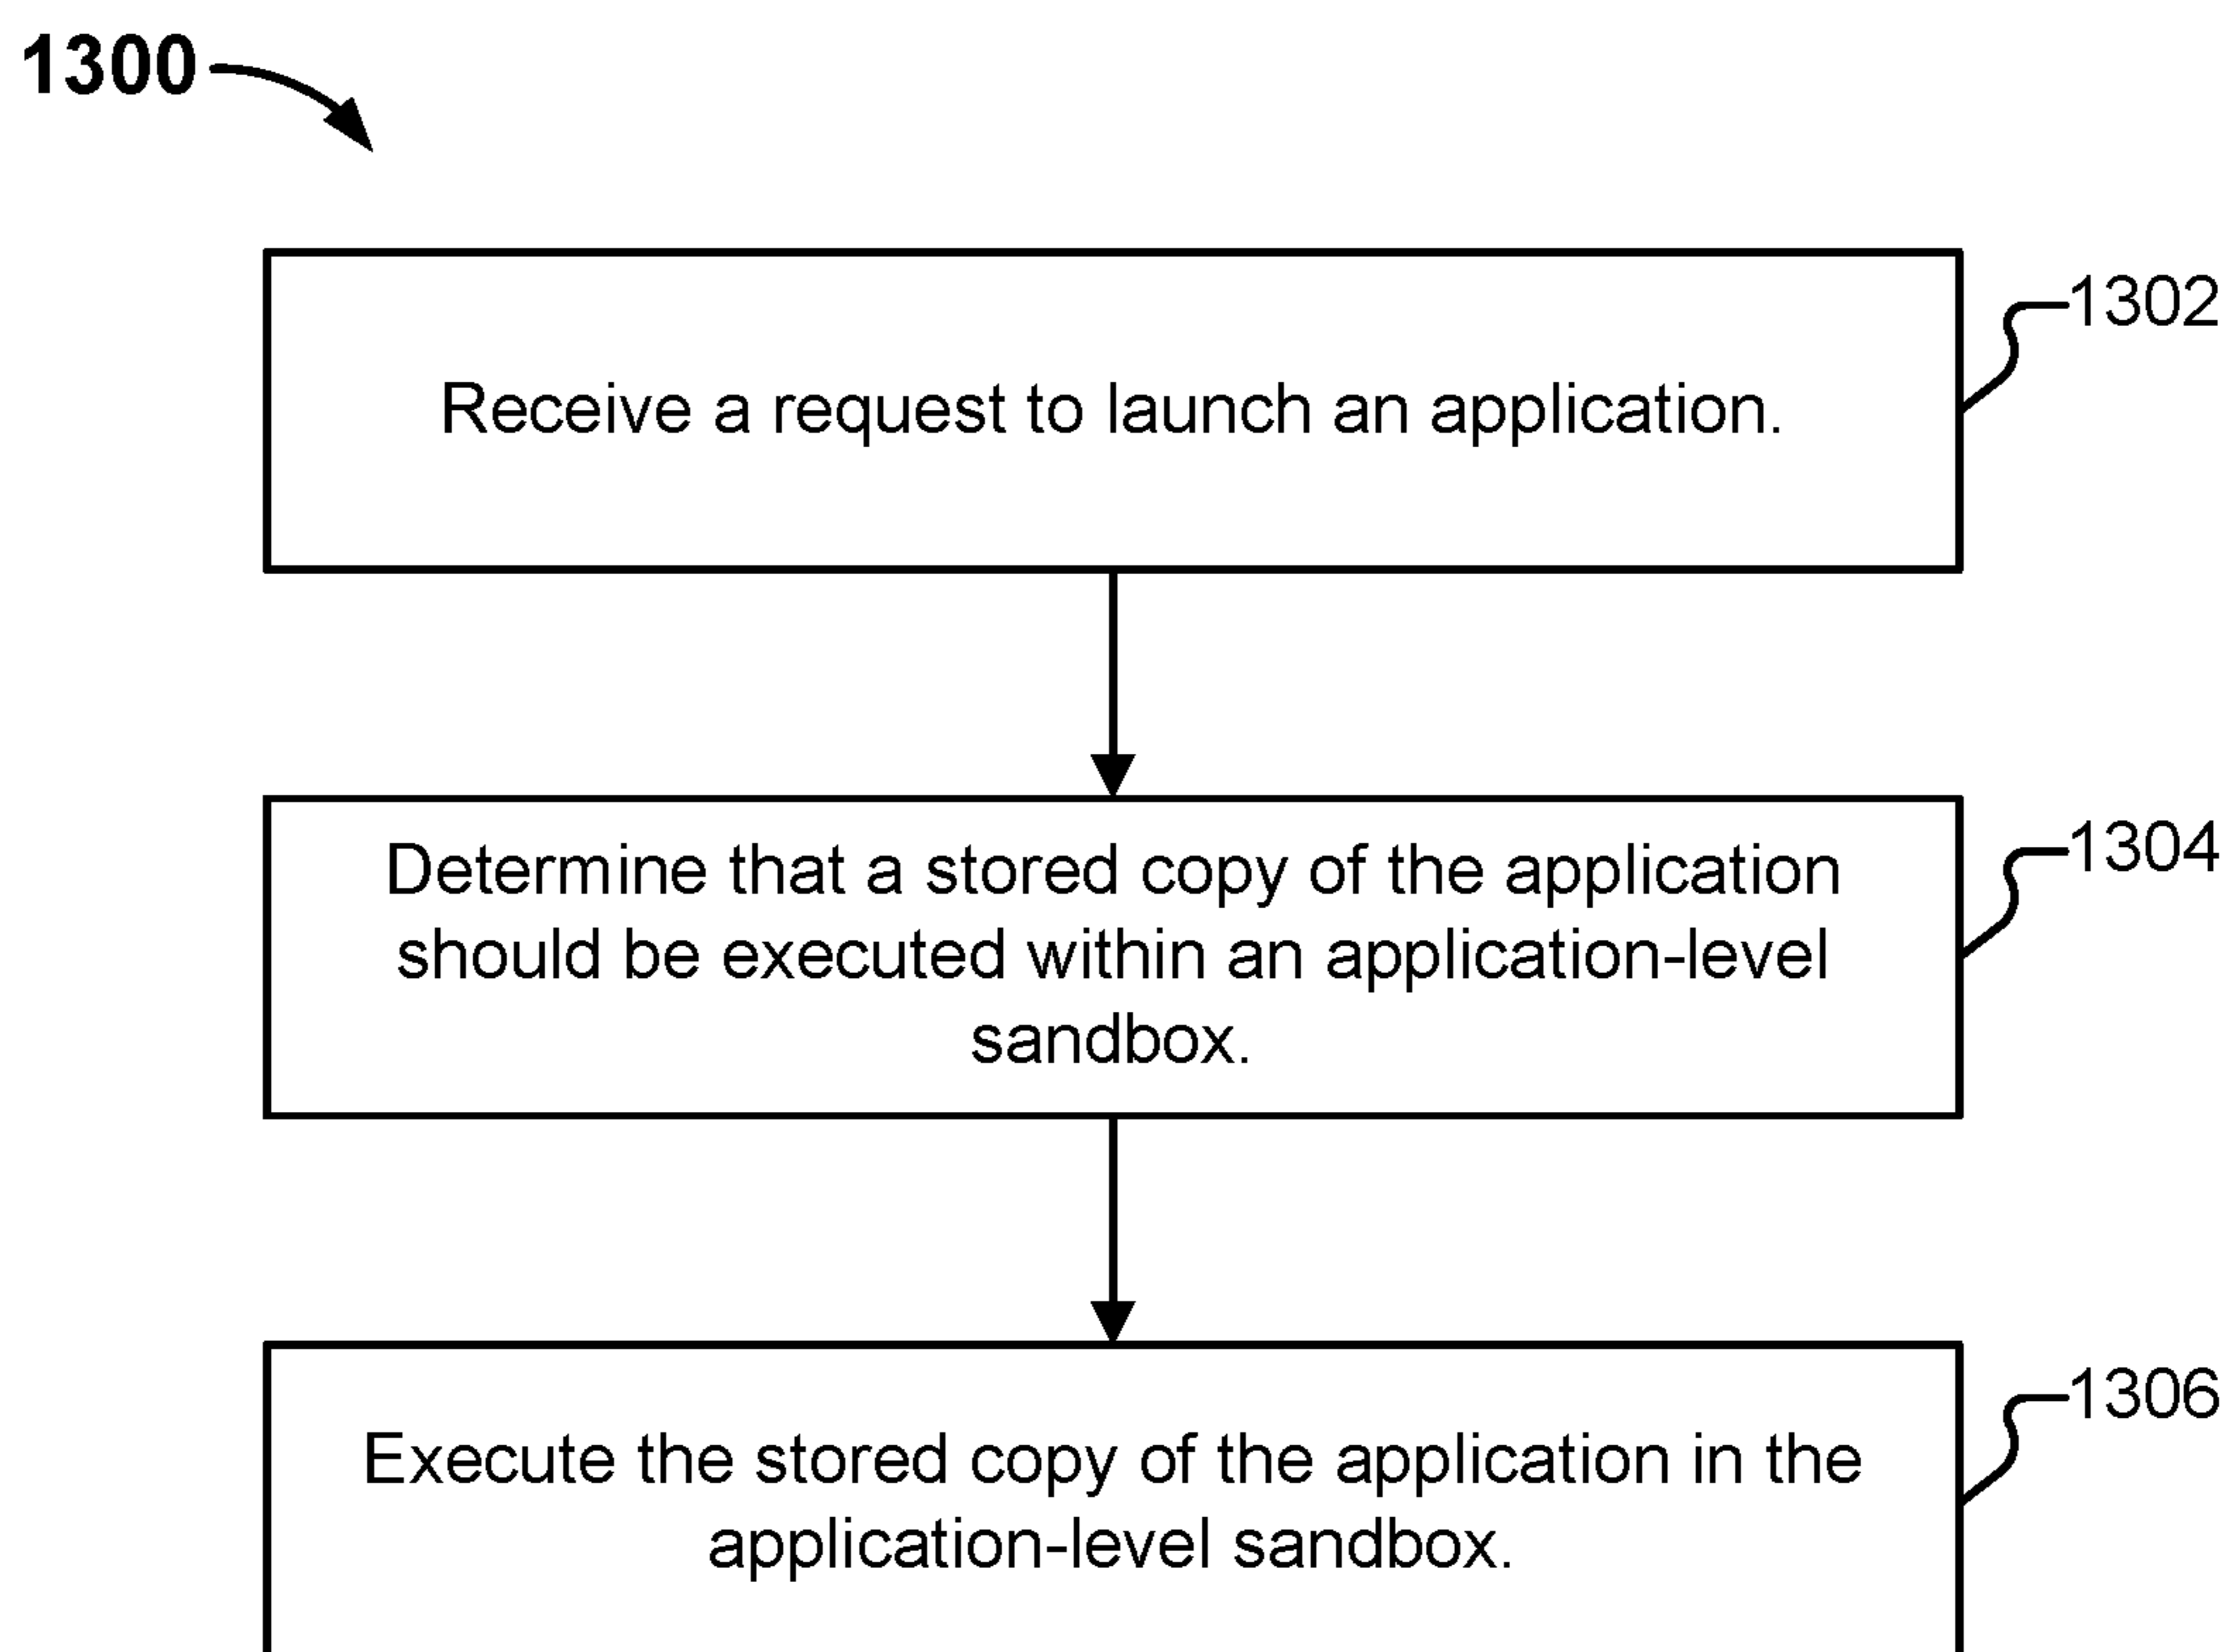 1300
1302
Receive a request to launch an application.
1304
Determine that a stored copy of the application
should be executed within an application-level
sandbox.
1306
Execute the stored copy of the application in the
application-level sandbox.